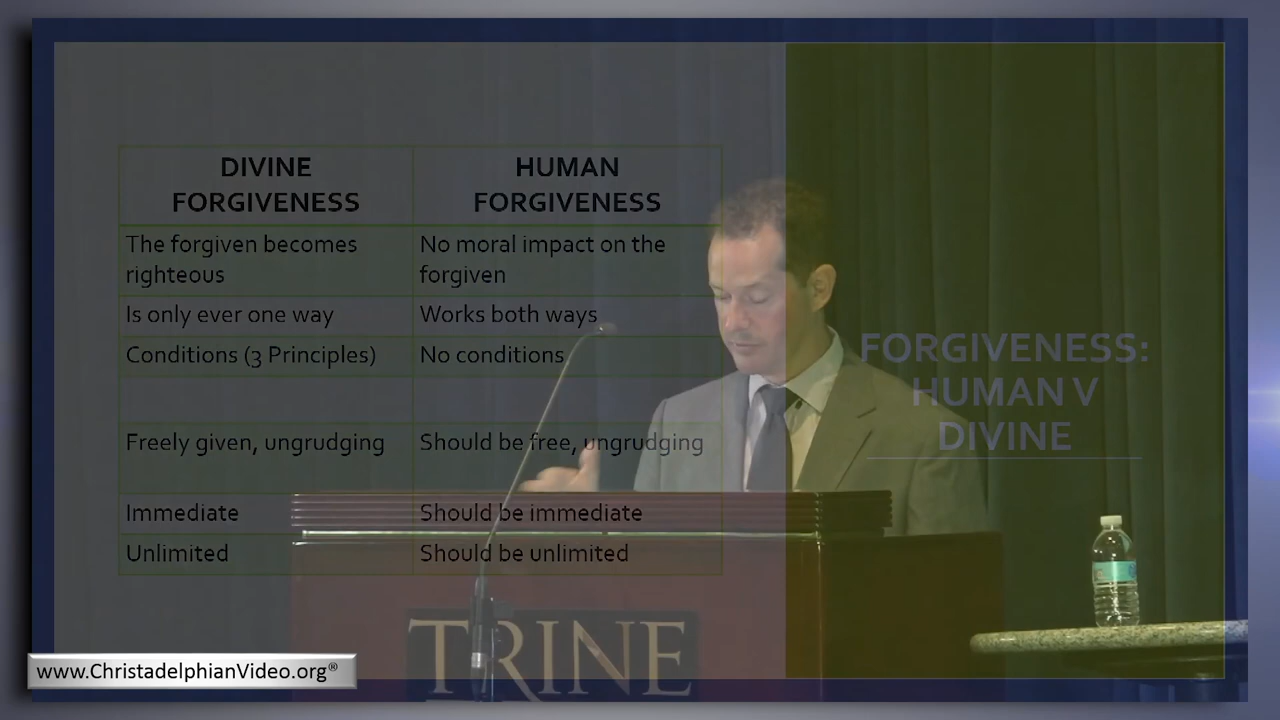 DIVINE
FORGIVENESS
HUMAN
FORGIVENESS
The forgiven becomes
righteous
No moral impact on the
forgiven
Is only ever one way
Works both ways
Conditions (3 Principles)
No conditions
Freely given, ungrudging
Should be free, ungrudging
Immediate
Should be immediate
Unlimited
Should be unlimited
FORGIVENESS:
HUMAN V
DIVINE
TRINE
www.ChristadelphianVideo.org®